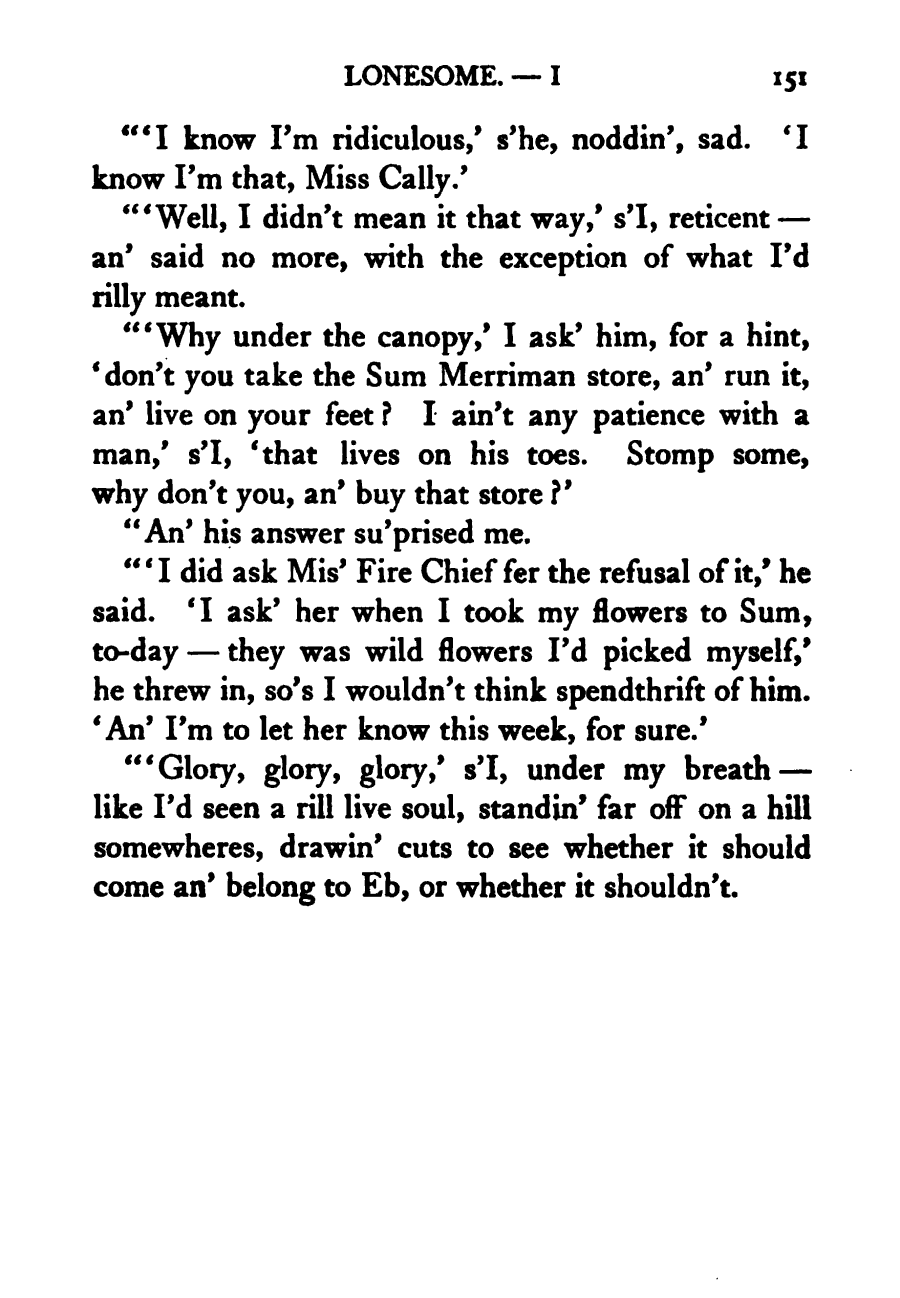 LONESOME. — I 151
“‘I know I’m ridiculous,’ s’he, noddin’, sad. ‘I
know I’m that, Miss Cally.’
“‘Well, I didn’t mean it that way,’ s’I, reticent —
an’ said no more, with the exception of what I’d
rilly meant.
“‘Why under the canopy,’ I ask’ him, for a hint,
‘don’t you take the Sum Merriman store, an’ run it,
an’ live on your feet? I ain’t any patience with a
man,’ s’I, ‘that lives on his toes. Stomp some,
why don’t you, an’ buy that store?’
“An’ his answer su’prised me.
“‘I did ask Mis’ Fire Chief fer the refusal of it,’ he
said. ‘I ask’ her when I took my flowers to Sum,
to-day — they was wild flowers I’d picked myself,’
he threw in, so’s I wouldn’t think spendthrift of him.
‘An’ I’m to let her know this week, for sure.’
“‘Glory, glory, glory,’ s’I, under my breath —
like I’d seen a rill live soul, standin’ far off on a hill
somewheres, drawin’ cuts to see whether it should
come an’ belong to Eb, or whether it shouldn’t.